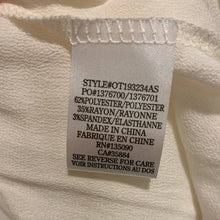 STYLE#OT193234AS
PO#1376700/1376701
62%POLYESTER/POLYESTER
35%RAYON/RAYONNE
3%SPANDEX/ELASTHANNE
MADE IN CHINA
FABRIQUE EN CHINE
RN#135090
CA#35884
SEE REVERSE FOR CARE
VOIR INSTRUCTIONS AU DOS